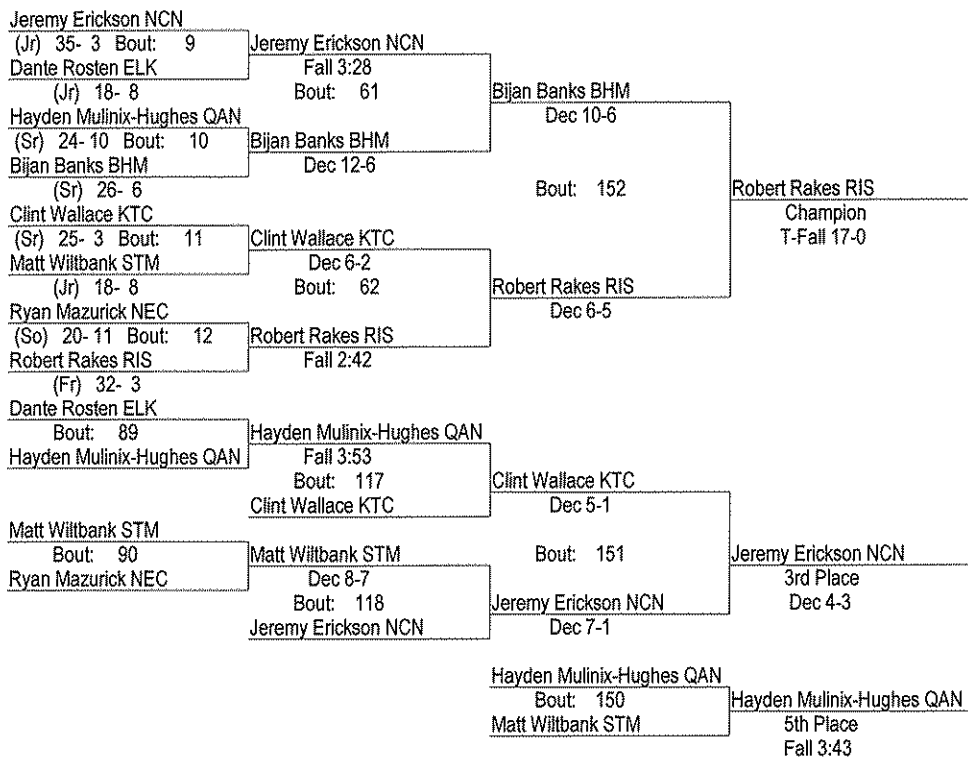 Jeremy Erickson NCN
(Jr) 35- 3 Bout: 9
Jeremy Erickson NCN
Dante Rosten ELK
Fall 3:28
(Jr) 18- 8
Bout: 61
Bijan Banks BHM
Hayden Mulinix-Hughes QAN
Dec 10-6
(Sr) 24- 10 Bout: 10
Bijan Banks BHM
Bijan Banks BHM
Dec 12-6
(Sr) 26- 6
Bout: 152
Robert Rakes RIS
Clint Wallace KTC
Champion
(Sr) 25- 3 Bout: 11
Clint Wallace KTC
T-Fall 17-0
Matt Wiltbank STM
Dec 6-2
(Jr) 18- 8
Bout: 62
Robert Rakes RIS
Ryan Mazurick NEC
Dec 6-5
(So) 20- 11 Bout: 12
Robert Rakes RIS
Robert Rakes RIS
Fall 2:42
(Fr) 32- 3
Dante Rosten ELK
Bout: 89
Hayden Mulinix-Hughes QAN
Hayden Mulinix-Hughes QAN
Fall 3:53
Bout: 117
Clint Wallace KTC
Clint Wallace KTC
Dec 5-1
Matt Wiltbank STM
Bout: 90
Matt Wiltbank STM
Bout: 151
Jeremy Erickson NCN
Ryan Mazurick NEC
Dec 8-7
3rd Place
Bout: 118
Jeremy Erickson NCN
Dec 4-3
Jeremy Erickson NCN
Dec 7-1
Hayden Mulinix-Hughes QAN
Bout: 150
Hayden Mulinix-Hughes QAN
Matt Wiltbank STM
5th Place
Fall 3:43